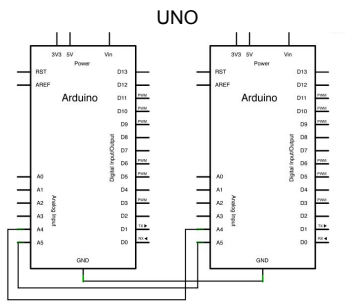 UNO
3V3 5V Vin
Power
RST D13
AREF D12
Arduino
D11 PWM
D10 PWM
D9 PWM
D8
D7
D6 PWM
A0 D5 PWM
A1 D4
A2 D3 PWM
A3 D2
A4 D1 TX ▶
A5 D0 RX ◀
Analog Input
Digital Input/Output
GND
3V3 5V Vin
Power
RST D13
AREF D12
Arduino
D11 PWM
D10 PWM
D9 PWM
D8
D7
D6 PWM
A0 D5 PWM
A1 D4
A2 D3 PWM
A3 D2
A4 D1 TX ▶
A5 D0 RX ◀
Analog Input
Digital Input/Output
GND